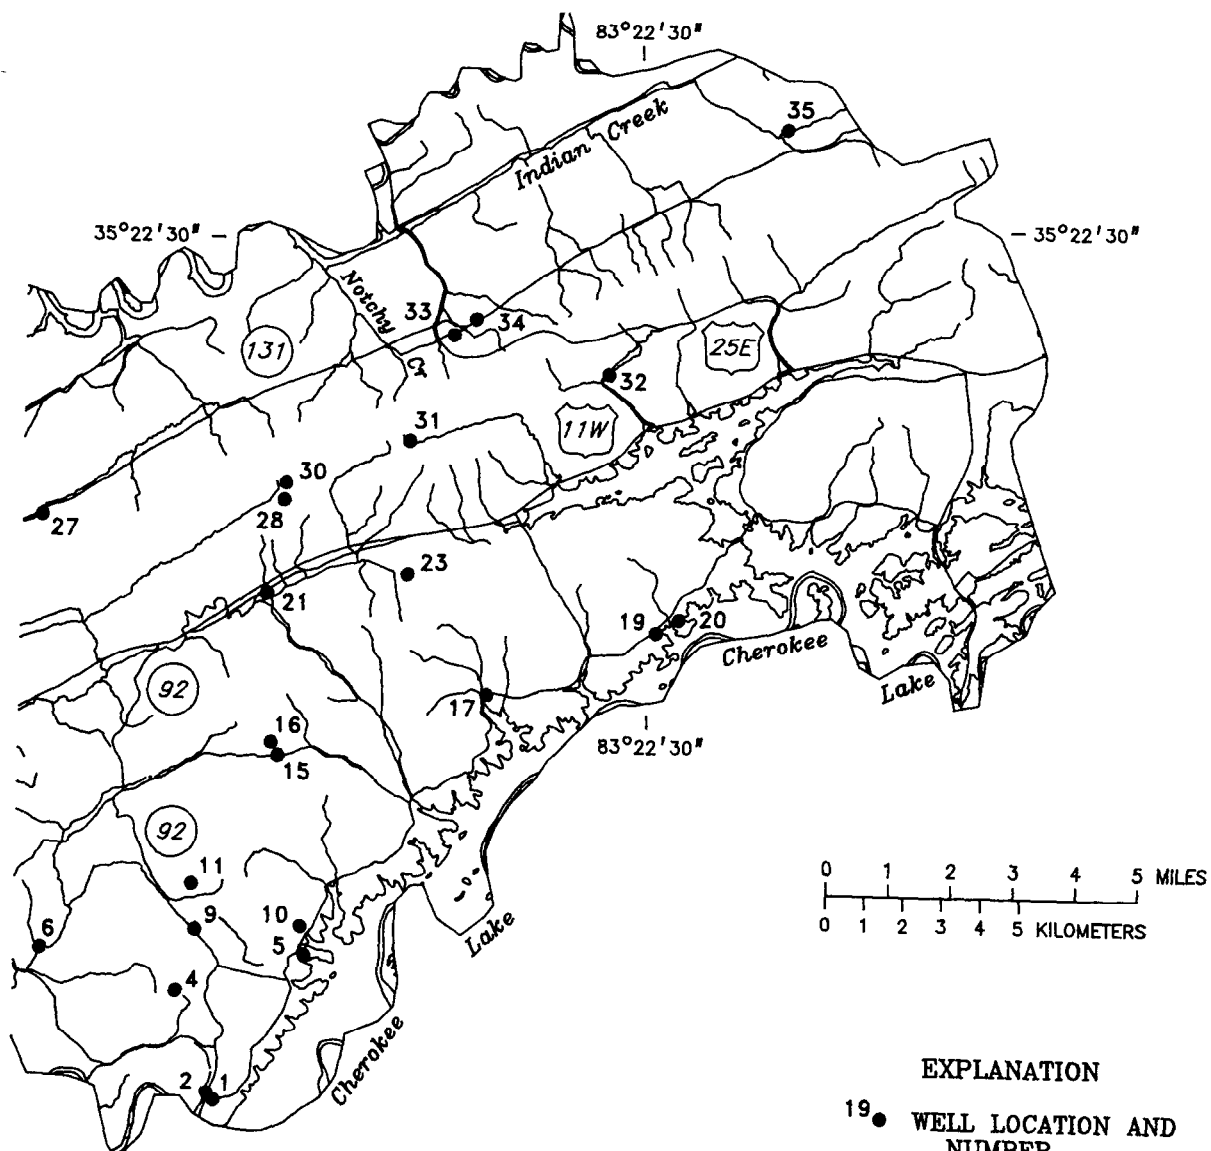 83°22'30"
35
Indian Creek
35°22'30"
35°22'30"
Notchy Cr
33
34
131
25E
32
11W
31
30
28
27
23
21
19
20
Cherokee Lake
92
17
16
83°22'30"
15
92
11
0 1 2 3 4 5 MILES
0 1 2 3 4 5 KILOMETERS
10
9
6
5
4
Cherokee Lake
2
1
EXPLANATION
19 WELL LOCATION AND
NUMBER